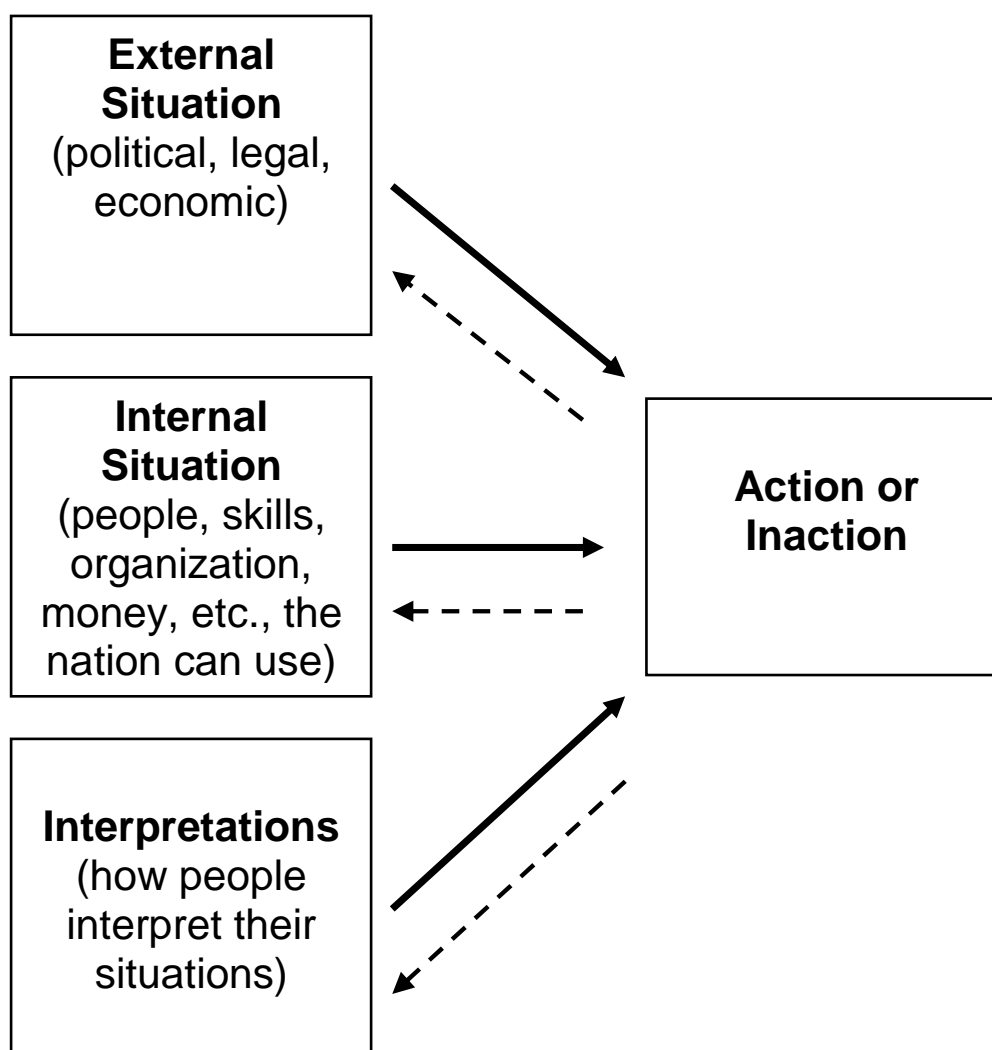 External
Situation
(political, legal,
economic)
Internal
Situation
(people, skills,
organization,
money, etc., the
nation can use)
Interpretations
(how people
interpret their
situations)
Action or
Inaction